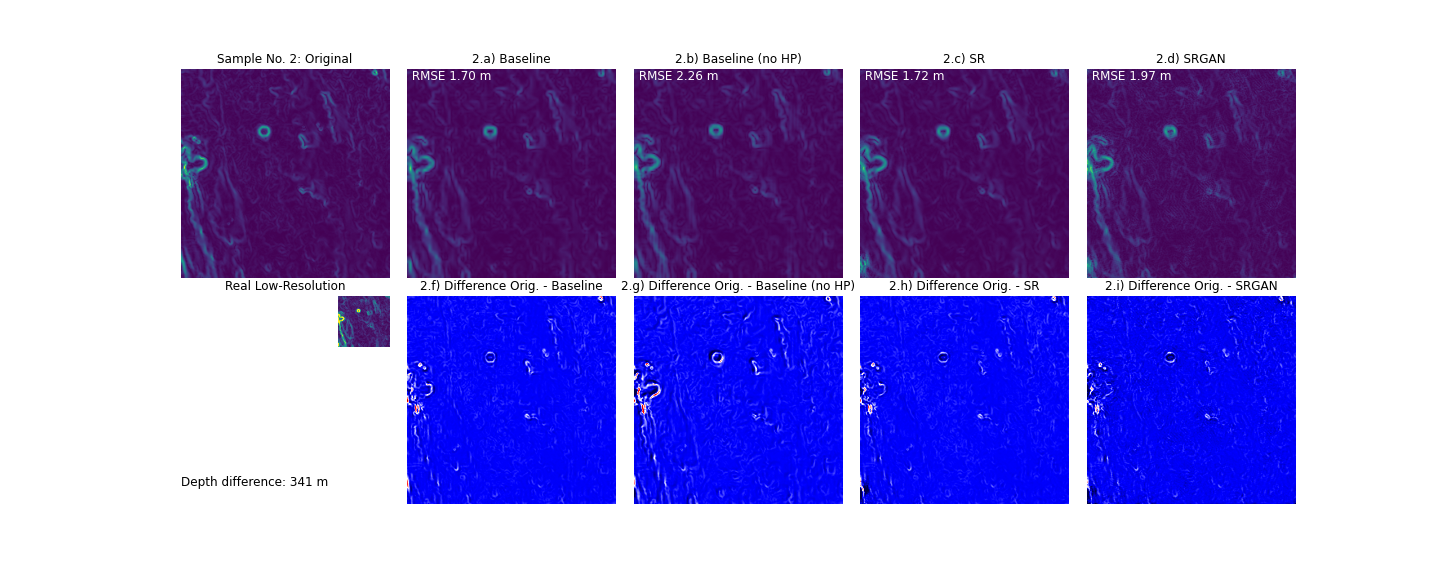 Sample No. 2: Original
2.a) Baseline
2.b) Baseline (no HP)
2.c) SR
2.d) SRGAN
RMSE 1.70 m
RMSE 2.26 m
RMSE 1.72 m
RMSE 1.97 m
Real Low-Resolution
2.f) Difference Orig. - Baseline
2.g) Difference Orig. - Baseline (no HP)
2.h) Difference Orig. - SR
2.i) Difference Orig. - SRGAN
Depth difference: 341 m